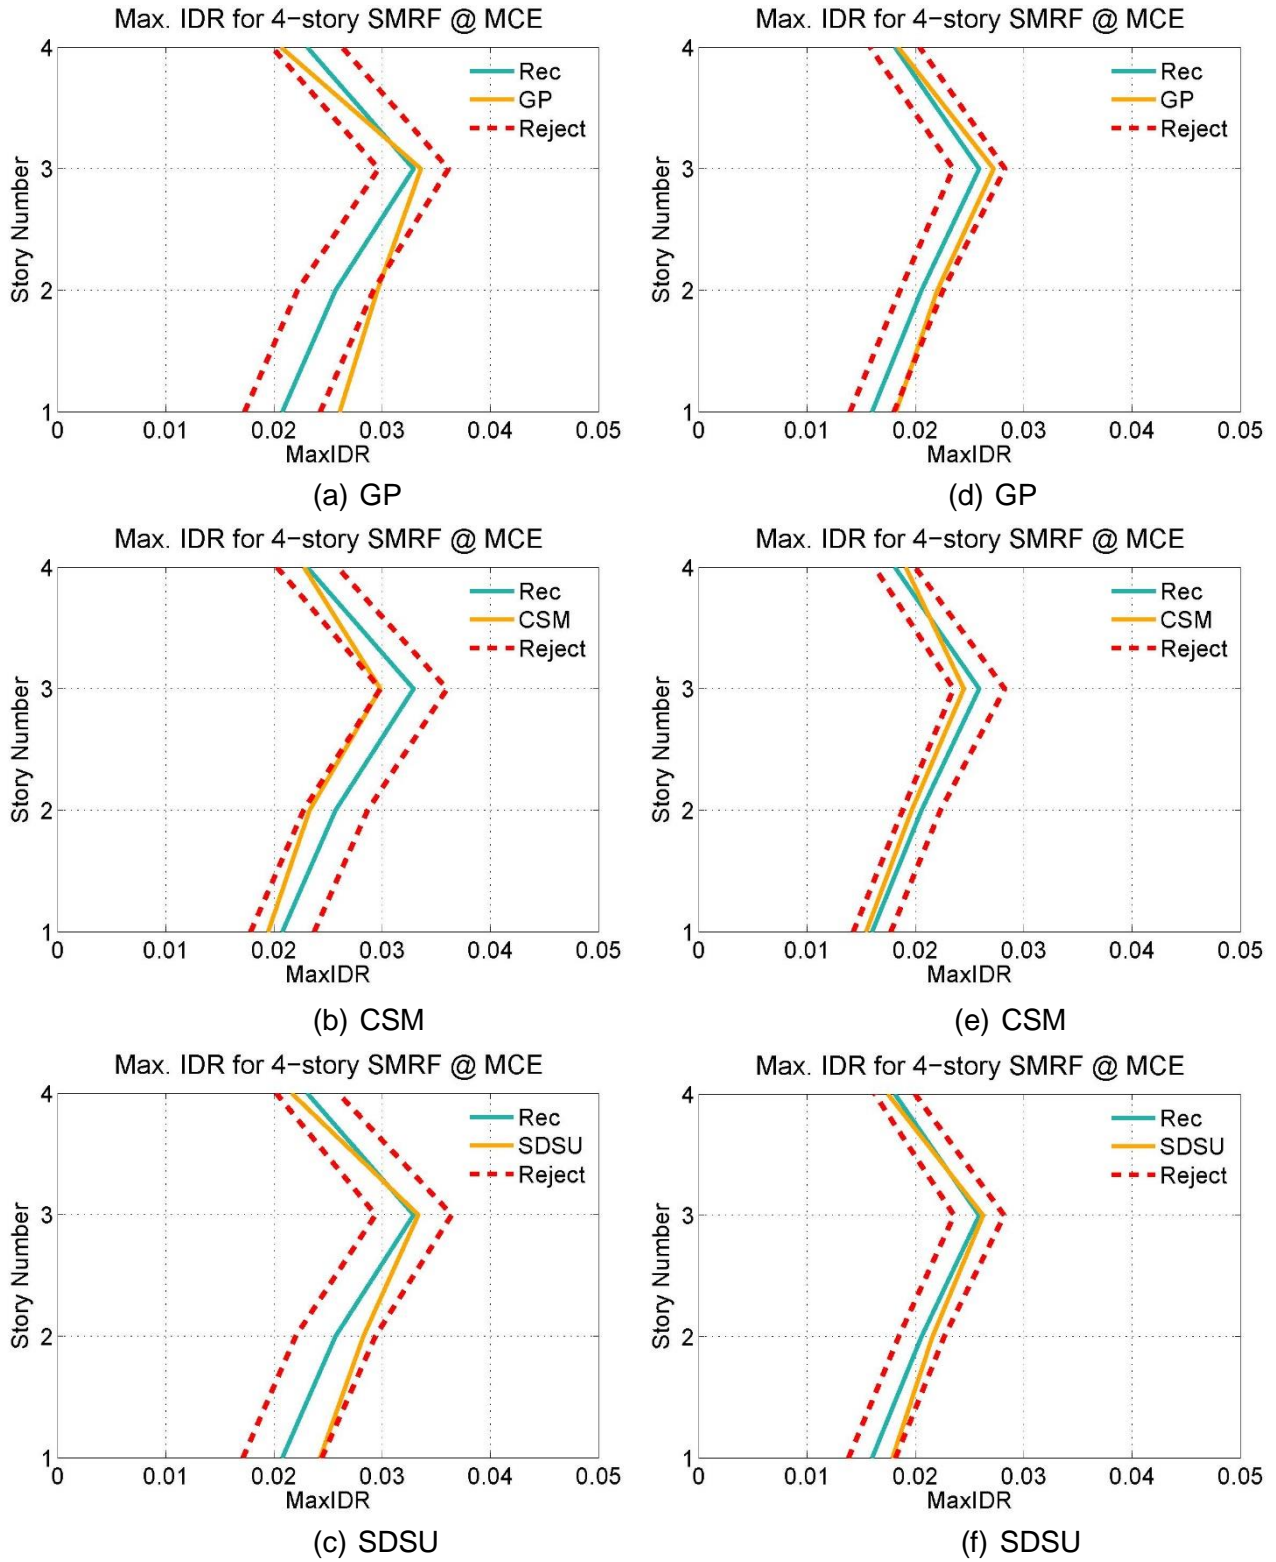 Max. IDR for 4−story SMRF @ MCE
4
3
2
1
Story Number
Rec
GP
Reject
0 0.01 0.02 0.03 0.04 0.05
MaxIDR
(a) GP
Max. IDR for 4−story SMRF @ MCE
4
3
2
1
Story Number
Rec
GP
Reject
0 0.01 0.02 0.03 0.04 0.05
MaxIDR
(d) GP
Max. IDR for 4−story SMRF @ MCE
4
3
2
1
Story Number
Rec
CSM
Reject
0 0.01 0.02 0.03 0.04 0.05
MaxIDR
(b) CSM
Max. IDR for 4−story SMRF @ MCE
4
3
2
1
Story Number
Rec
CSM
Reject
0 0.01 0.02 0.03 0.04 0.05
MaxIDR
(e) CSM
Max. IDR for 4−story SMRF @ MCE
4
3
2
1
Story Number
Rec
SDSU
Reject
0 0.01 0.02 0.03 0.04 0.05
MaxIDR
(c) SDSU
Max. IDR for 4−story SMRF @ MCE
4
3
2
1
Story Number
Rec
SDSU
Reject
0 0.01 0.02 0.03 0.04 0.05
MaxIDR
(f) SDSU